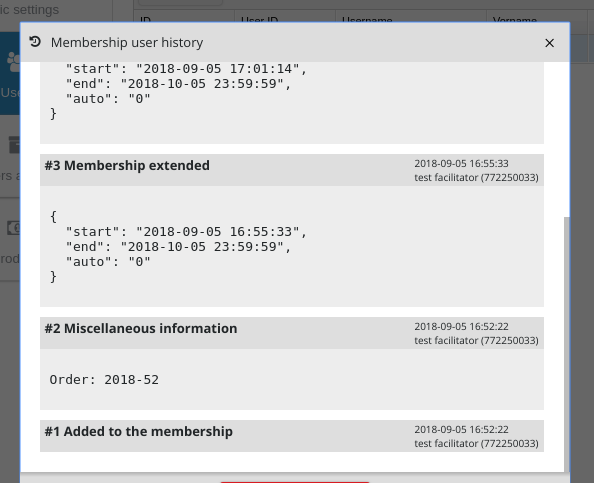 ic settings
ID User ID Username Vorname
Membership user history
"start": "2018-09-05 17:01:14",
"end": "2018-10-05 23:59:59",
"auto": "0"
}
#3 Membership extended
2018-09-05 16:55:33
test facilitator (772250033)
{
"start": "2018-09-05 16:55:33",
"end": "2018-10-05 23:59:59",
"auto": "0"
}
#2 Miscellaneous information
2018-09-05 16:52:22
test facilitator (772250033)
Order: 2018-52
#1 Added to the membership
2018-09-05 16:52:22
test facilitator (772250033)
Use
rs a
rod